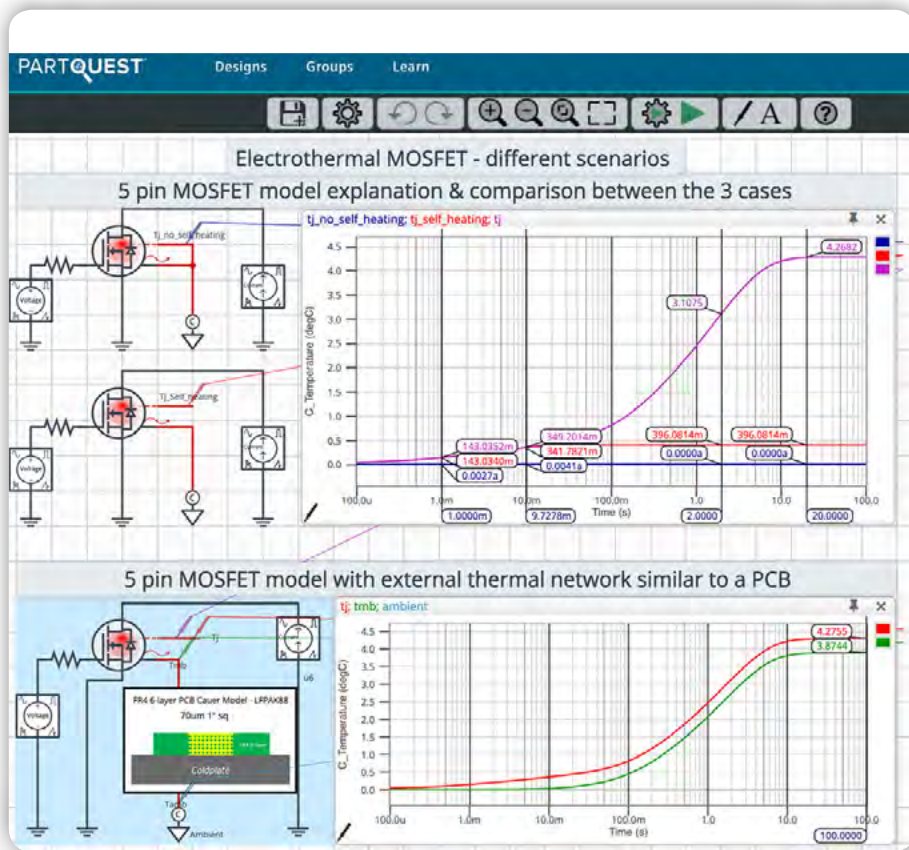 PARTQUEST
Designs Groups Learn
A ?
Electrothermal MOSFET - different scenarios
5 pin MOSFET model explanation & comparison between the 3 cases
Tj_no_self_heating
Voltage
Current
C
tj_no_self_heating; tj_self_heating; tj
C_Temperature (degC)
4.5
4.0
3.5
3.0
2.5
2.0
1.5
1.0
0.5
0.0
4.2682
3.1075
349.2014m
396.0814m
396.0814m
143.0352m
341.7821m
143.0340m
0.0000a
0.0000a
0.0041a
0.0027a
100.0u 1.0m 10.0m 100.0m 1.0 10.0 100.0
Time (s)
1.0000m 9.7278m 2.0000 20.0000
Tj_Self_heating
Voltage
C
5 pin MOSFET model with external thermal network similar to a PCB
Tj
Tmb
u6
Voltage
FR4 6-layer PCB Cauer Model - LFPAK88
70um 1" sq
Coldplate
Tamb
C
Ambient
tj; tmb; ambient
C_Temperature (degC)
4.5
4.0
3.5
3.0
2.5
2.0
1.5
1.0
0.5
0.0
4.2755
3.8744
100.0u 1.0m 10.0m 100.0m 1.0 10.0 100.0
Time (s)
100.0000